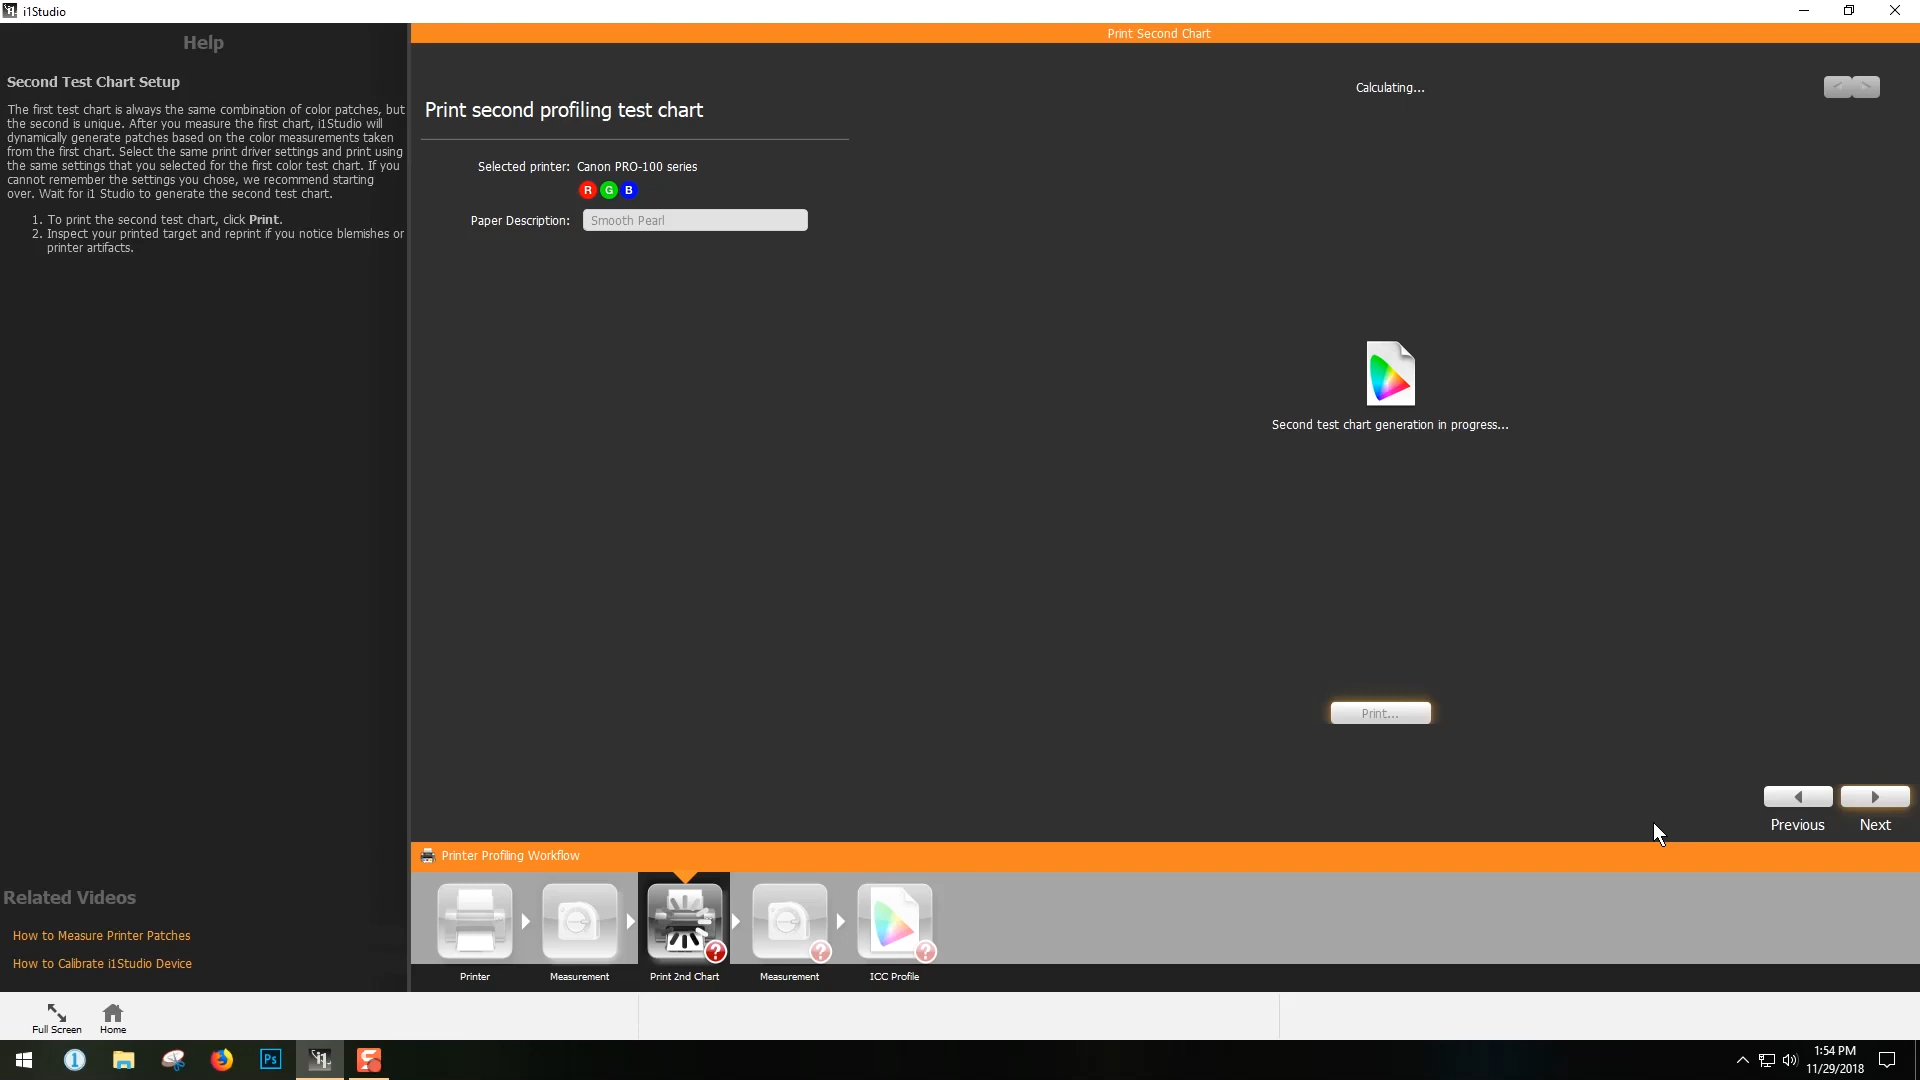 i1Studio
Help
Second Test Chart Setup
The first test chart is always the same combination of color patches, but
the second is unique. After you measure the first chart, i1Studio will
dynamically generate patches based on the color measurements taken
from the first chart. Select the same print driver settings and print using
the same settings that you selected for the first color test chart. If you
cannot remember the settings you chose, we recommend starting
over. Wait for i1 Studio to generate the second test chart.
1. To print the second test chart, click Print.
2. Inspect your printed target and reprint if you notice blemishes or
printer artifacts.
Related Videos
How to Measure Printer Patches
How to Calibrate i1Studio Device
Print Second Chart
Print second profiling test chart
Selected printer: Canon PRO-100 series
R G B
Paper Description: Smooth Pearl
Calculating...
< >
Second test chart generation in progress...
Print...
Previous Next
Printer Profiling Workflow
? ? ?
Printer Measurement Print 2nd Chart Measurement ICC Profile
Full Screen Home
1 Ps i1
1:54 PM
11/29/2018